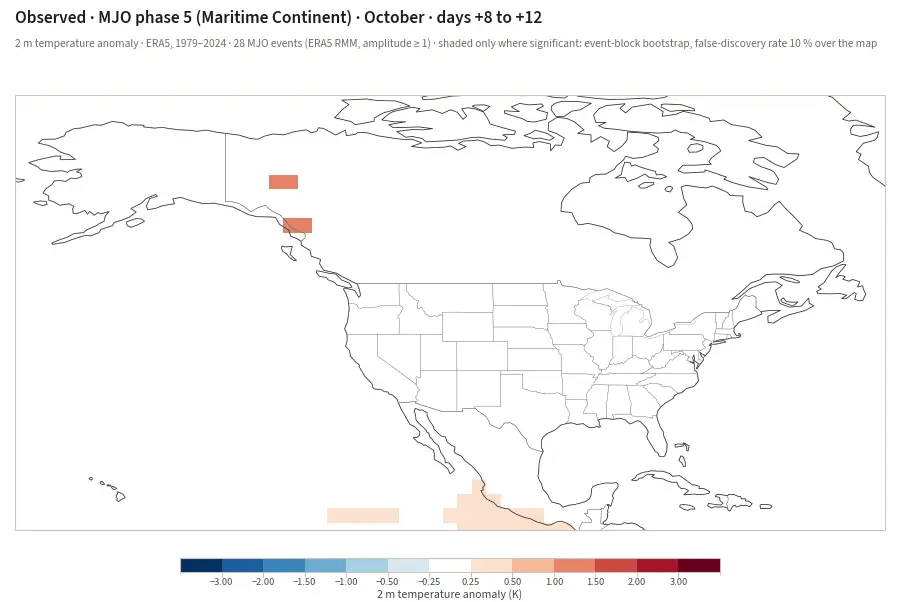 Observed · MJO phase 5 (Maritime Continent) · October · days +8 to +12
2 m temperature anomaly · ERA5, 1979–2024 · 28 MJO events (ERA5 RMM, amplitude ≥ 1) · shaded only where significant: event-block bootstrap, false-discovery rate 10 % over the map
−3.00 −2.00 −1.50 −1.00 −0.50 −0.25 0.25 0.50 1.00 1.50 2.00 3.00
2 m temperature anomaly (K)